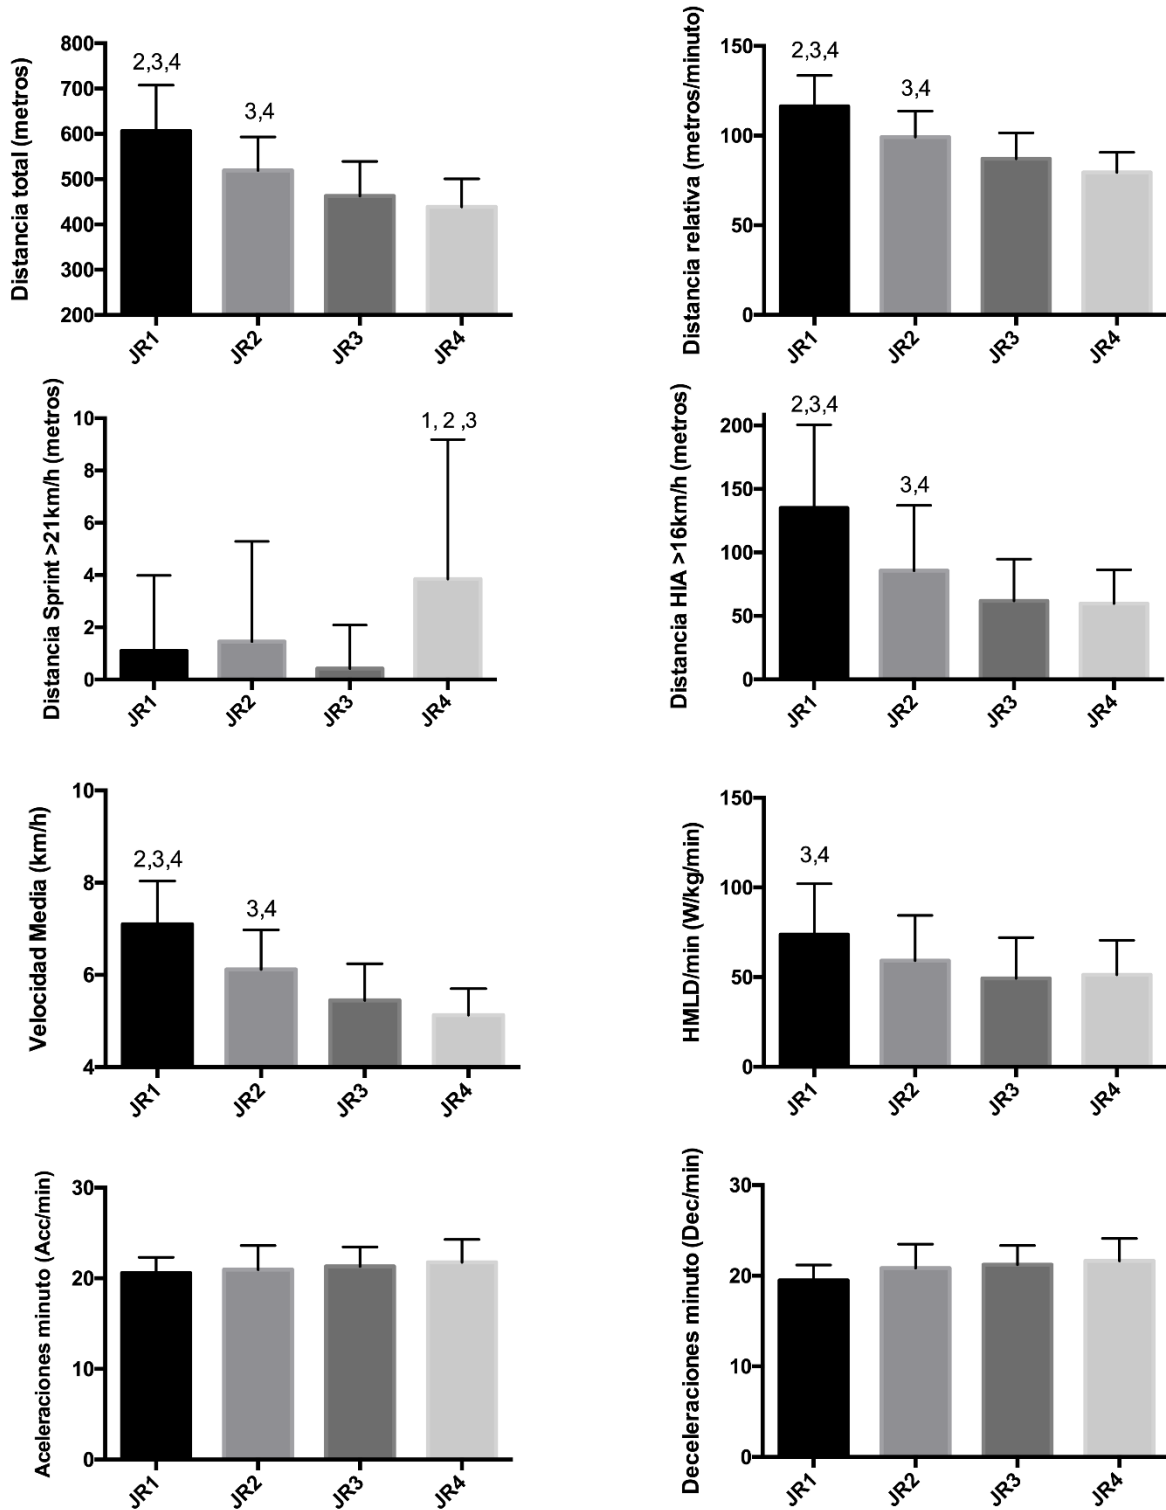 Distancia total (metros)
800
700
600
500
400
300
200
2,3,4
3,4
JR1
JR2
JR3
JR4
Distancia relativa (metros/minuto)
150
100
50
0
2,3,4
3,4
JR1
JR2
JR3
JR4
Distancia Sprint >21km/h (metros)
10
8
6
4
2
0
1, 2 ,3
JR1
JR2
JR3
JR4
Distancia HIA >16km/h (metros)
200
150
100
50
0
2,3,4
3,4
JR1
JR2
JR3
JR4
Velocidad Media (km/h)
10
8
6
4
2,3,4
3,4
JR1
JR2
JR3
JR4
HMLD/min (W/kg/min)
150
100
50
0
3,4
JR1
JR2
JR3
JR4
Aceleraciones minuto (Acc/min)
30
20
10
0
JR1
JR2
JR3
JR4
Deceleraciones minuto (Dec/min)
30
20
10
0
JR1
JR2
JR3
JR4